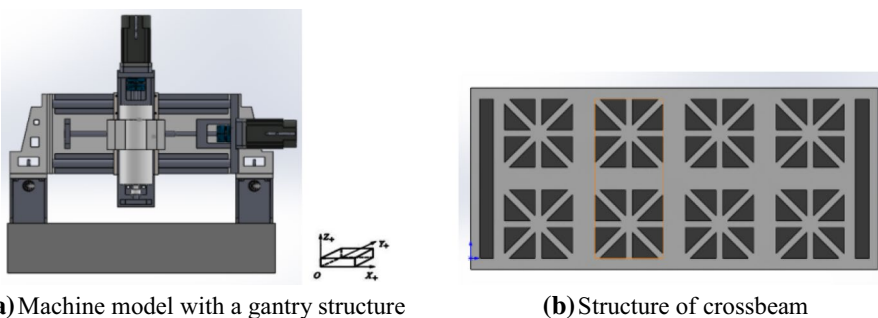 Z+
Y+
O
X+
a) Machine model with a gantry structure
(b) Structure of crossbeam